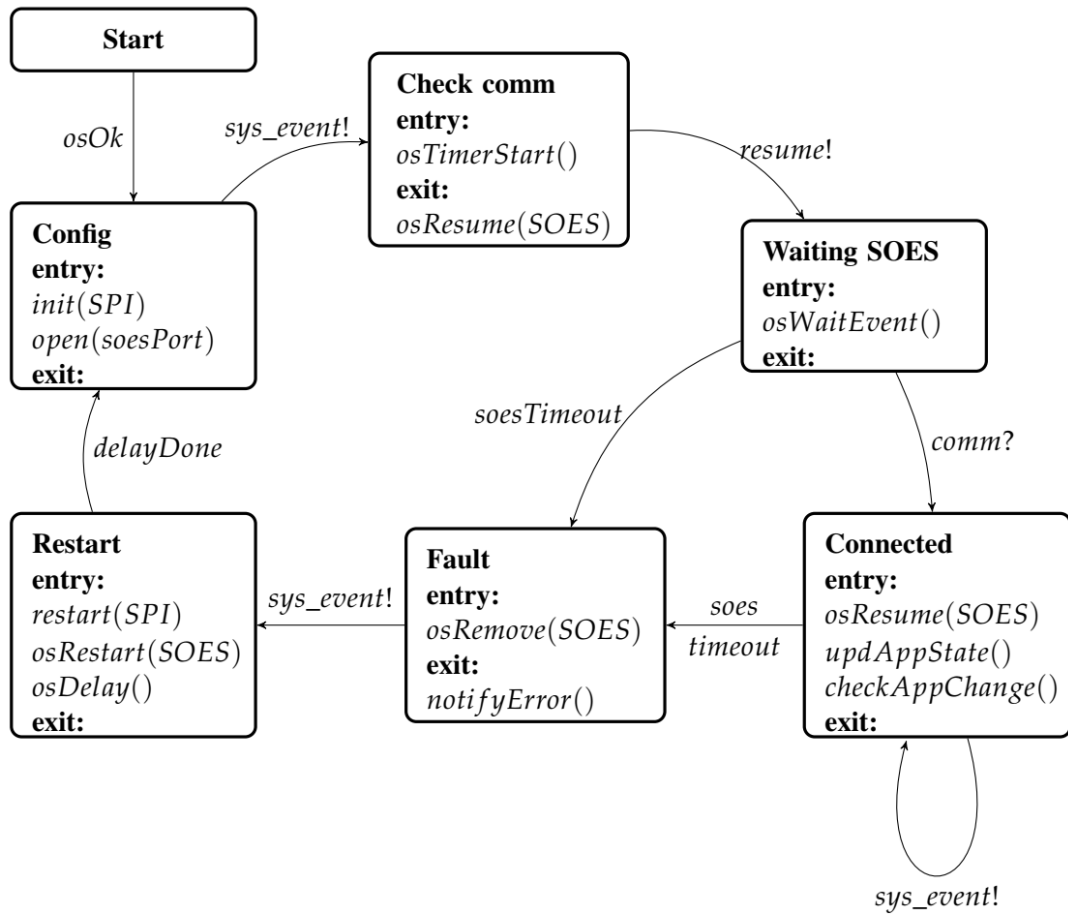 Start
osOk
sys_event!
Check comm
entry:
osTimerStart()
exit:
osResume(SOES)
resume!
Config
entry:
init(SPI)
open(soesPort)
exit:
Waiting SOES
entry:
osWaitEvent()
exit:
soesTimeout
comm?
delayDone
Restart
entry:
restart(SPI)
osRestart(SOES)
osDelay()
exit:
sys_event!
Fault
entry:
osRemove(SOES)
exit:
notifyError()
soes
timeout
Connected
entry:
osResume(SOES)
updAppState()
checkAppChange()
exit:
sys_event!